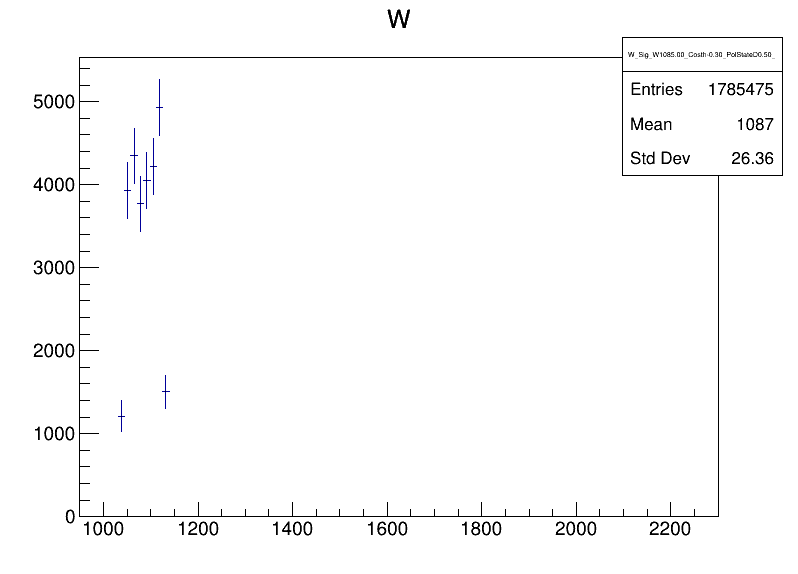 W
W_Sig_W1085.00_Costh-0.30_PolStateD0.50_
Entries 1785475
Mean 1087
Std Dev 26.36
5000
4000
3000
2000
1000
0
1000 1200 1400 1600 1800 2000 2200